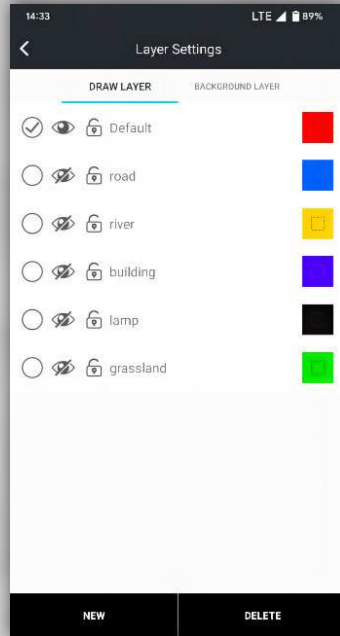 14:33 LTE 89%
Layer Settings
DRAW LAYER BACKGROUND LAYER
Default
road
river
building
lamp
grassland
NEW DELETE